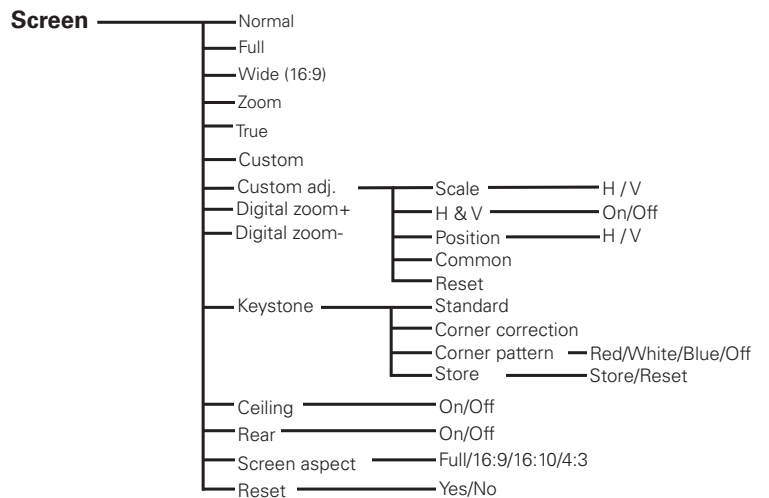 Screen
Normal
Full
Wide (16:9)
Zoom
True
Custom
Custom adj. Scale H / V
Digital zoom+ H & V On/Off
Digital zoom- Position H / V
Common
Reset
Keystone Standard
Corner correction
Corner pattern Red/White/Blue/Off
Store Store/Reset
Ceiling On/Off
Rear On/Off
Screen aspect Full/16:9/16:10/4:3
Reset Yes/No